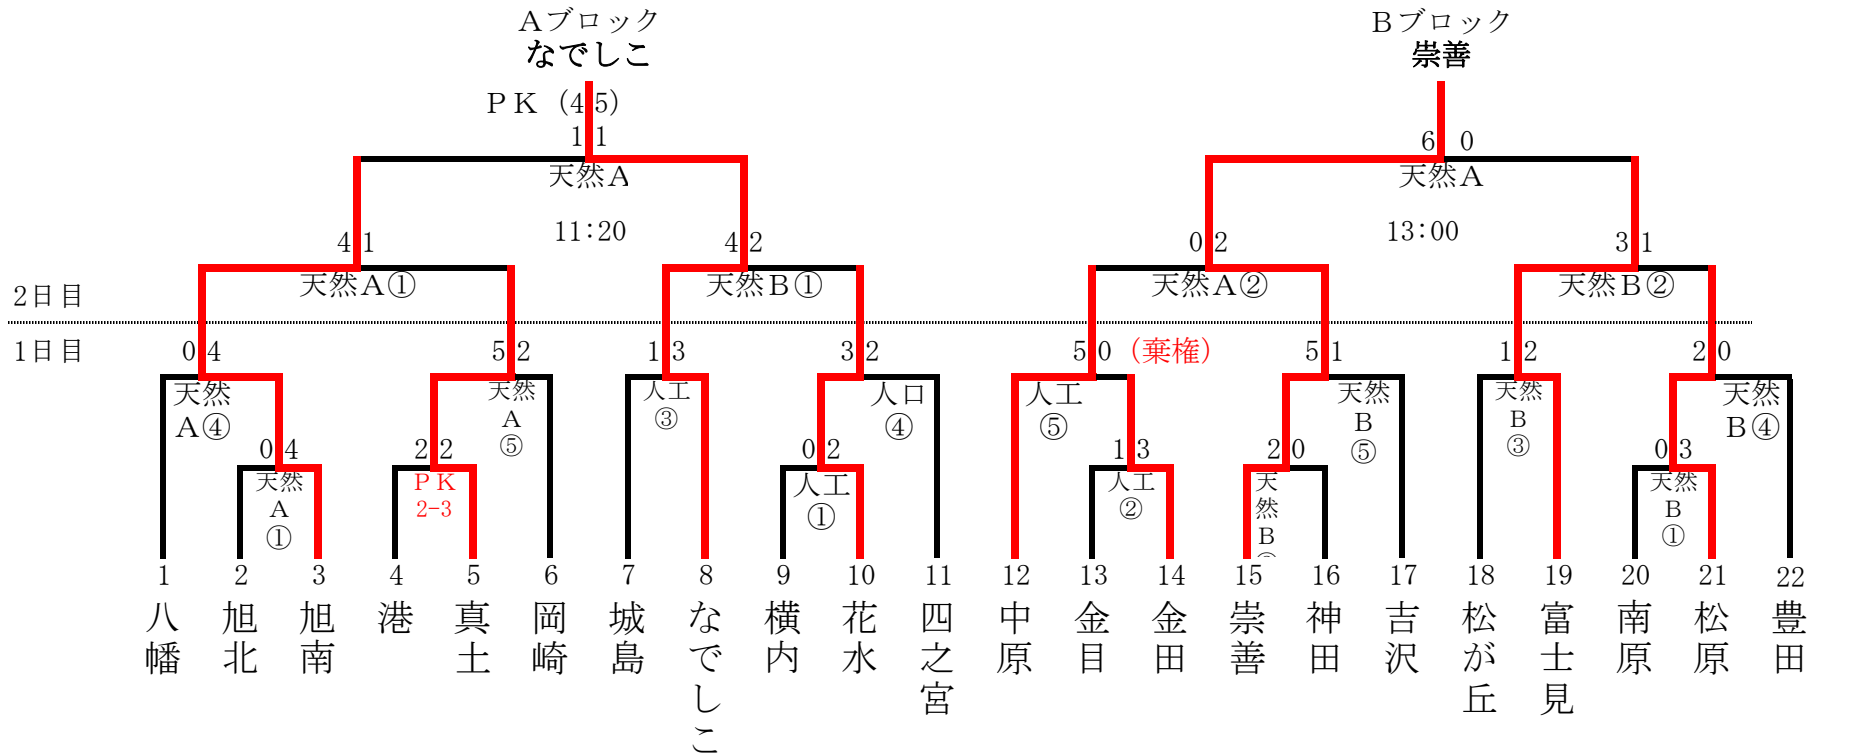 Aブロック
Bブロック
なでしこ
崇善
PK (4 5)
1 1
6 0
天然A
天然A
11:20
13:00
4 1
4 2
0 2
3 1
天然A①
天然B①
天然A②
天然B②
2日目
1日目
0 4
5 2
1 3
3 2
5 0 (棄権)
5 1
1 2
2 0
天然
A④
天然
A
⑤
人工
③
人口
④
人工
⑤
天然
B
⑤
天然
B
③
天然
B④
0 4
2 2
0 2
1 3
2 0
0 3
天然
A
①
PK
2-3
人工
①
人工
②
天
然
B
天然
B
①
1 2 3 4 5 6 7 8 9 10 11 12 13 14 15 16 17 18 19 20 21 22
八幡
旭北
旭南
港
真土
岡崎
城島
なでしこ
横内
花水
四之宮
中原
金目
金田
崇善
神田
吉沢
松が丘
富士見
南原
松原
豊田